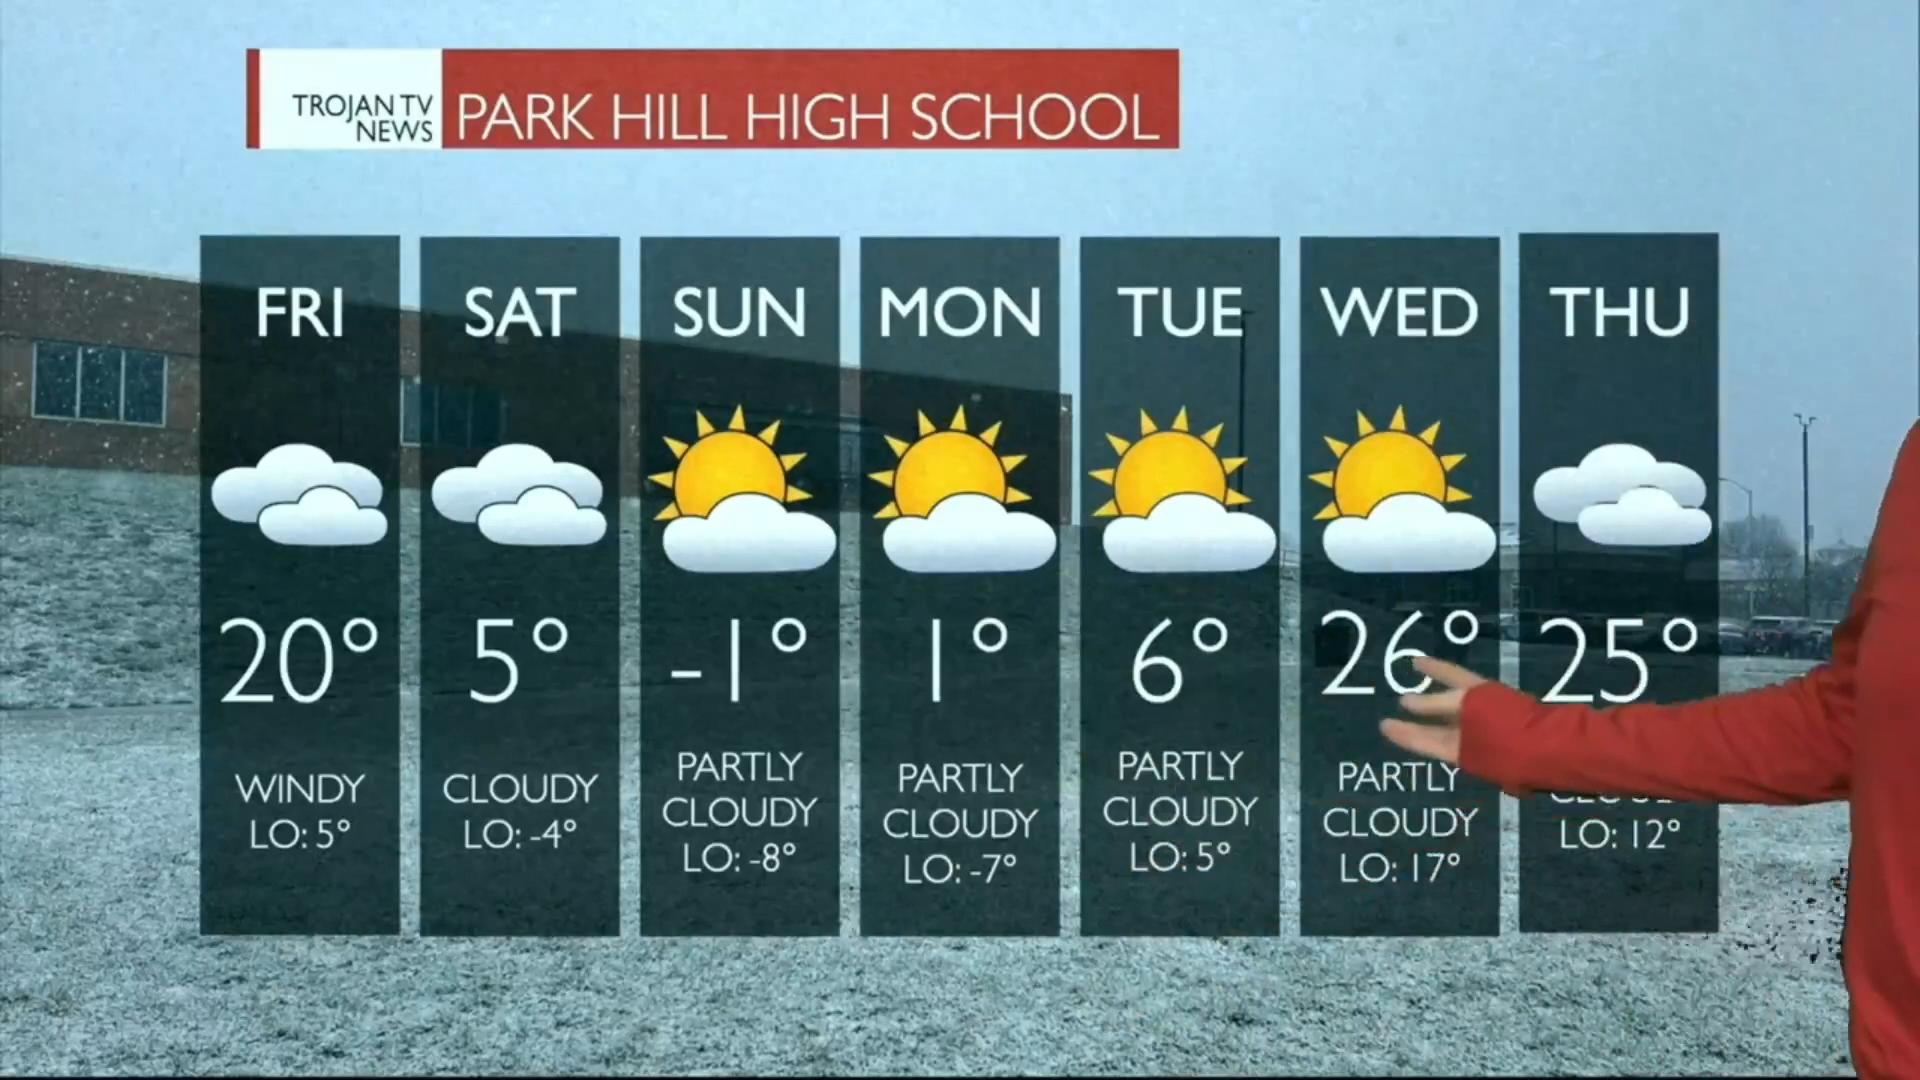 TROJAN TV
NEWS
PARK HILL HIGH SCHOOL
FRI
20°
WINDY
LO: 5°
SAT
5°
CLOUDY
LO: -4°
SUN
-1°
PARTLY
CLOUDY
LO: -8°
MON
1°
PARTLY
CLOUDY
LO: -7°
TUE
6°
PARTLY
CLOUDY
LO: 5°
WED
26°
PARTLY
CLOUDY
LO: 17°
THU
25°
LO: 12°